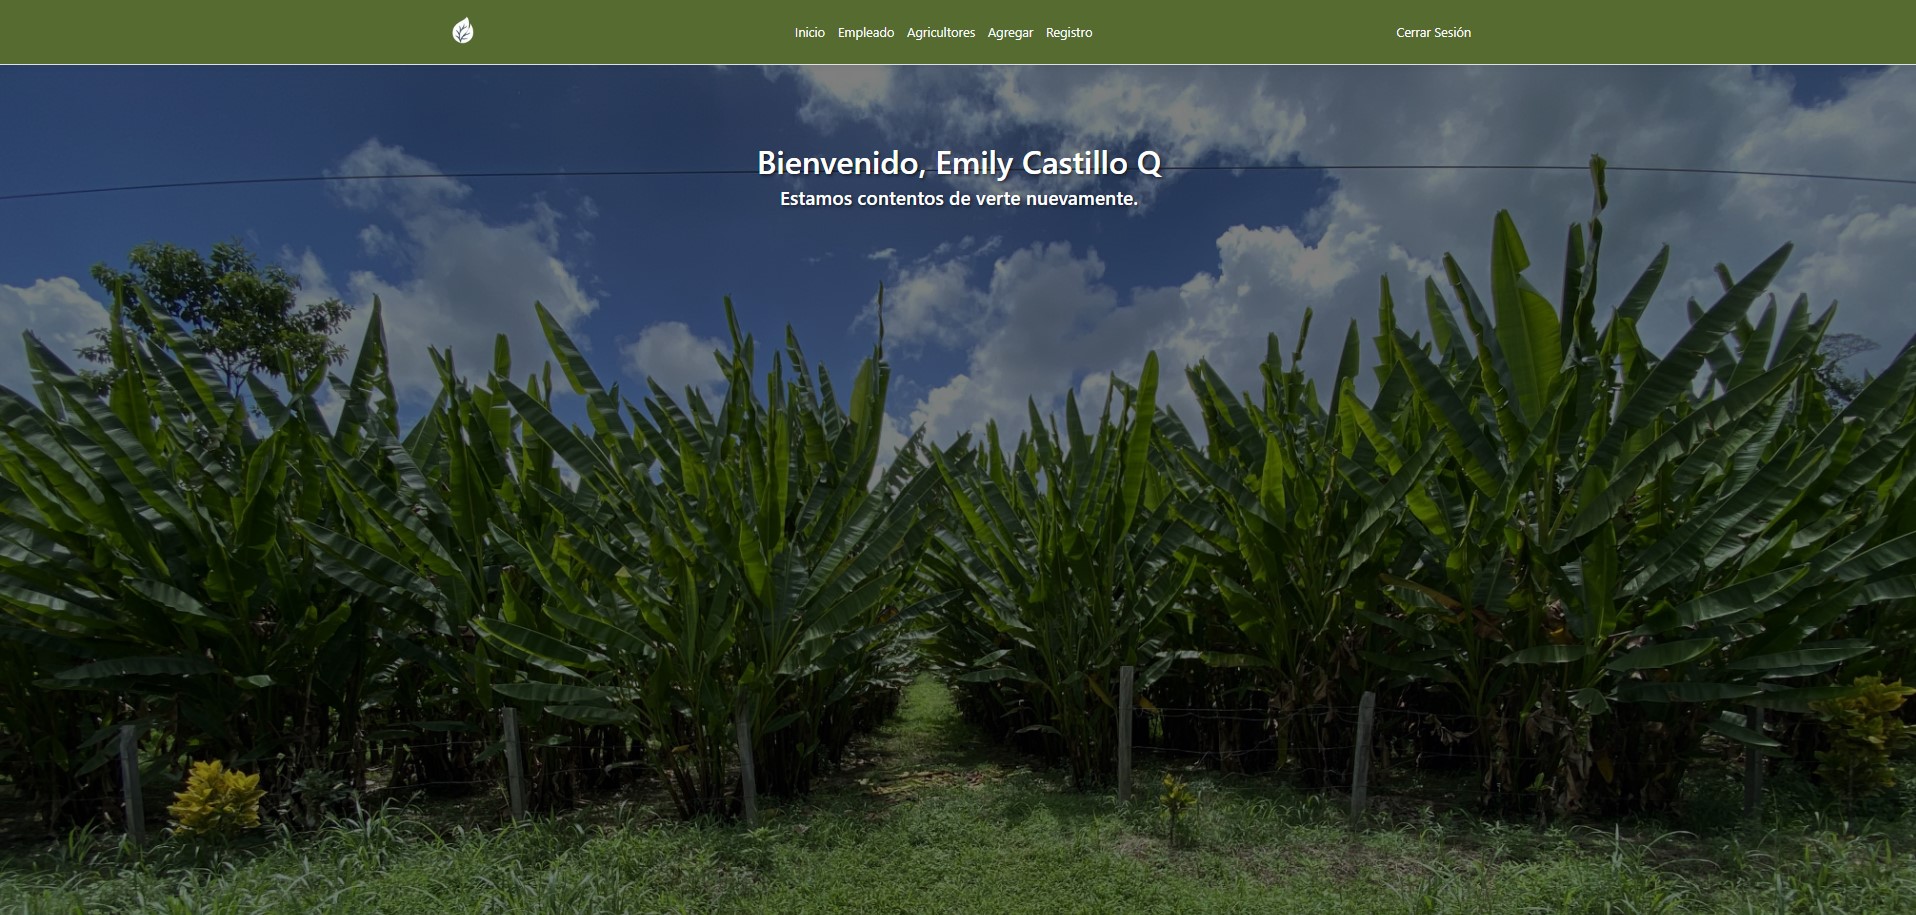 Inicio Empleado Agricultores Agregar Registro Cerrar Sesión
Bienvenido, Emily Castillo Q
Estamos contentos de verte nuevamente.